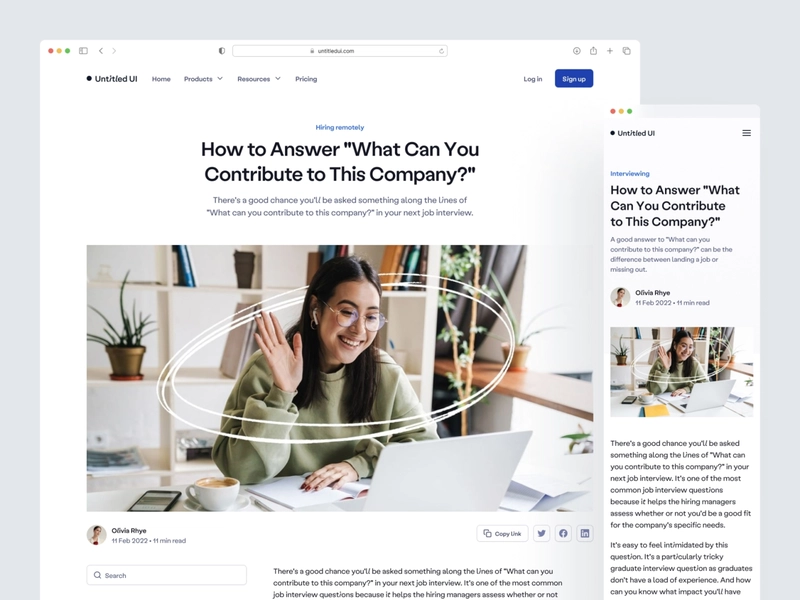 untitledui.com
Untitled UI
Home
Products
Resources
Pricing
Log in
Sign up
Hiring remotely
How to Answer "What Can You
Contribute to This Company?"
There's a good chance you'll be asked something along the lines of
"What can you contribute to this company?" in your next job interview.
Olivia Rhye
11 Feb 2022 • 11 min read
Copy link
Search
There's a good chance you'll be asked something along the lines of "What can you
contribute to this company?" in your next job interview. It's one of the most common
interview questions because it helps the hiring managers assess whether or not
Untitled UI
Interviewing
How to Answer "What
Can You Contribute
to This Company?"
A good answer to "What can you
contribute to this company?" can be the
difference between landing a job or
missing out.
Olivia Rhye
11 Feb 2022 • 11 min read
There's a good chance you'll be asked
something along the lines of "What can
you contribute to this company?" in your
next job interview. It's one of the most
common job interview questions
because it helps the hiring managers
assess whether or not you'd be a good fit
for the company's specific needs.
It's easy to feel intimidated by this
question. It's a particularly tricky
graduate interview question as graduates
don't have a load of experience. And how
can you know what impact you'll have